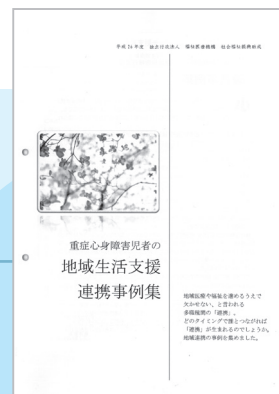 平成24年度 独立行政法人 福祉医療機構 社会福祉振興助成
重症心身障害児者の
地域生活支援
連携事例集
地域医療や福祉を進めるうえで
欠かせない、と言われる
多職種間の「連携」。
どのタイミングで誰とつながれば
「連携」が生まれるのでしょうか。
地域連携の事例を集めました。